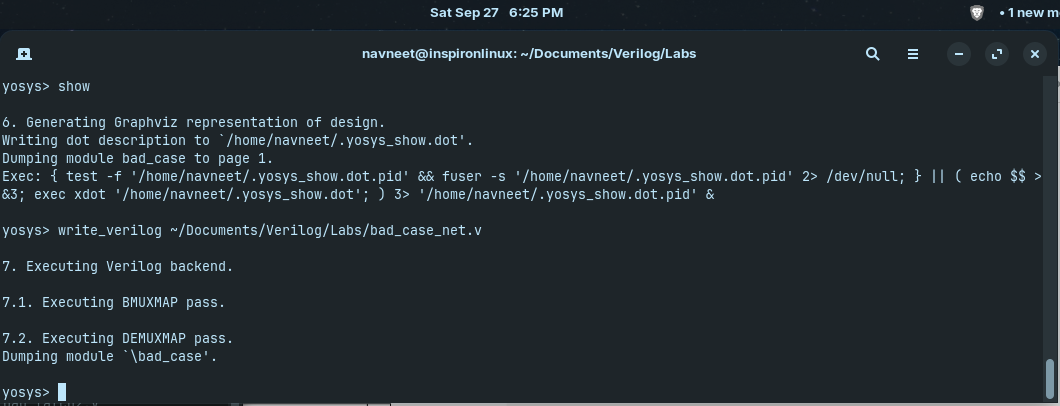 Sat Sep 27 6:25 PM
• 1 new m
navneet@inspironlinux: ~/Documents/Verilog/Labs
yosys> show
6. Generating Graphviz representation of design.
Writing dot description to `/home/navneet/.yosys_show.dot'.
Dumping module bad_case to page 1.
Exec: { test -f '/home/navneet/.yosys_show.dot.pid' && fuser -s '/home/navneet/.yosys_show.dot.pid' 2> /dev/null; } || ( echo $$ >
&3; exec xdot '/home/navneet/.yosys_show.dot'; ) 3> '/home/navneet/.yosys_show.dot.pid' &
yosys> write_verilog ~/Documents/Verilog/Labs/bad_case_net.v
7. Executing Verilog backend.
7.1. Executing BMUXMAP pass.
7.2. Executing DEMUXMAP pass.
Dumping module `\bad_case'.
yosys>